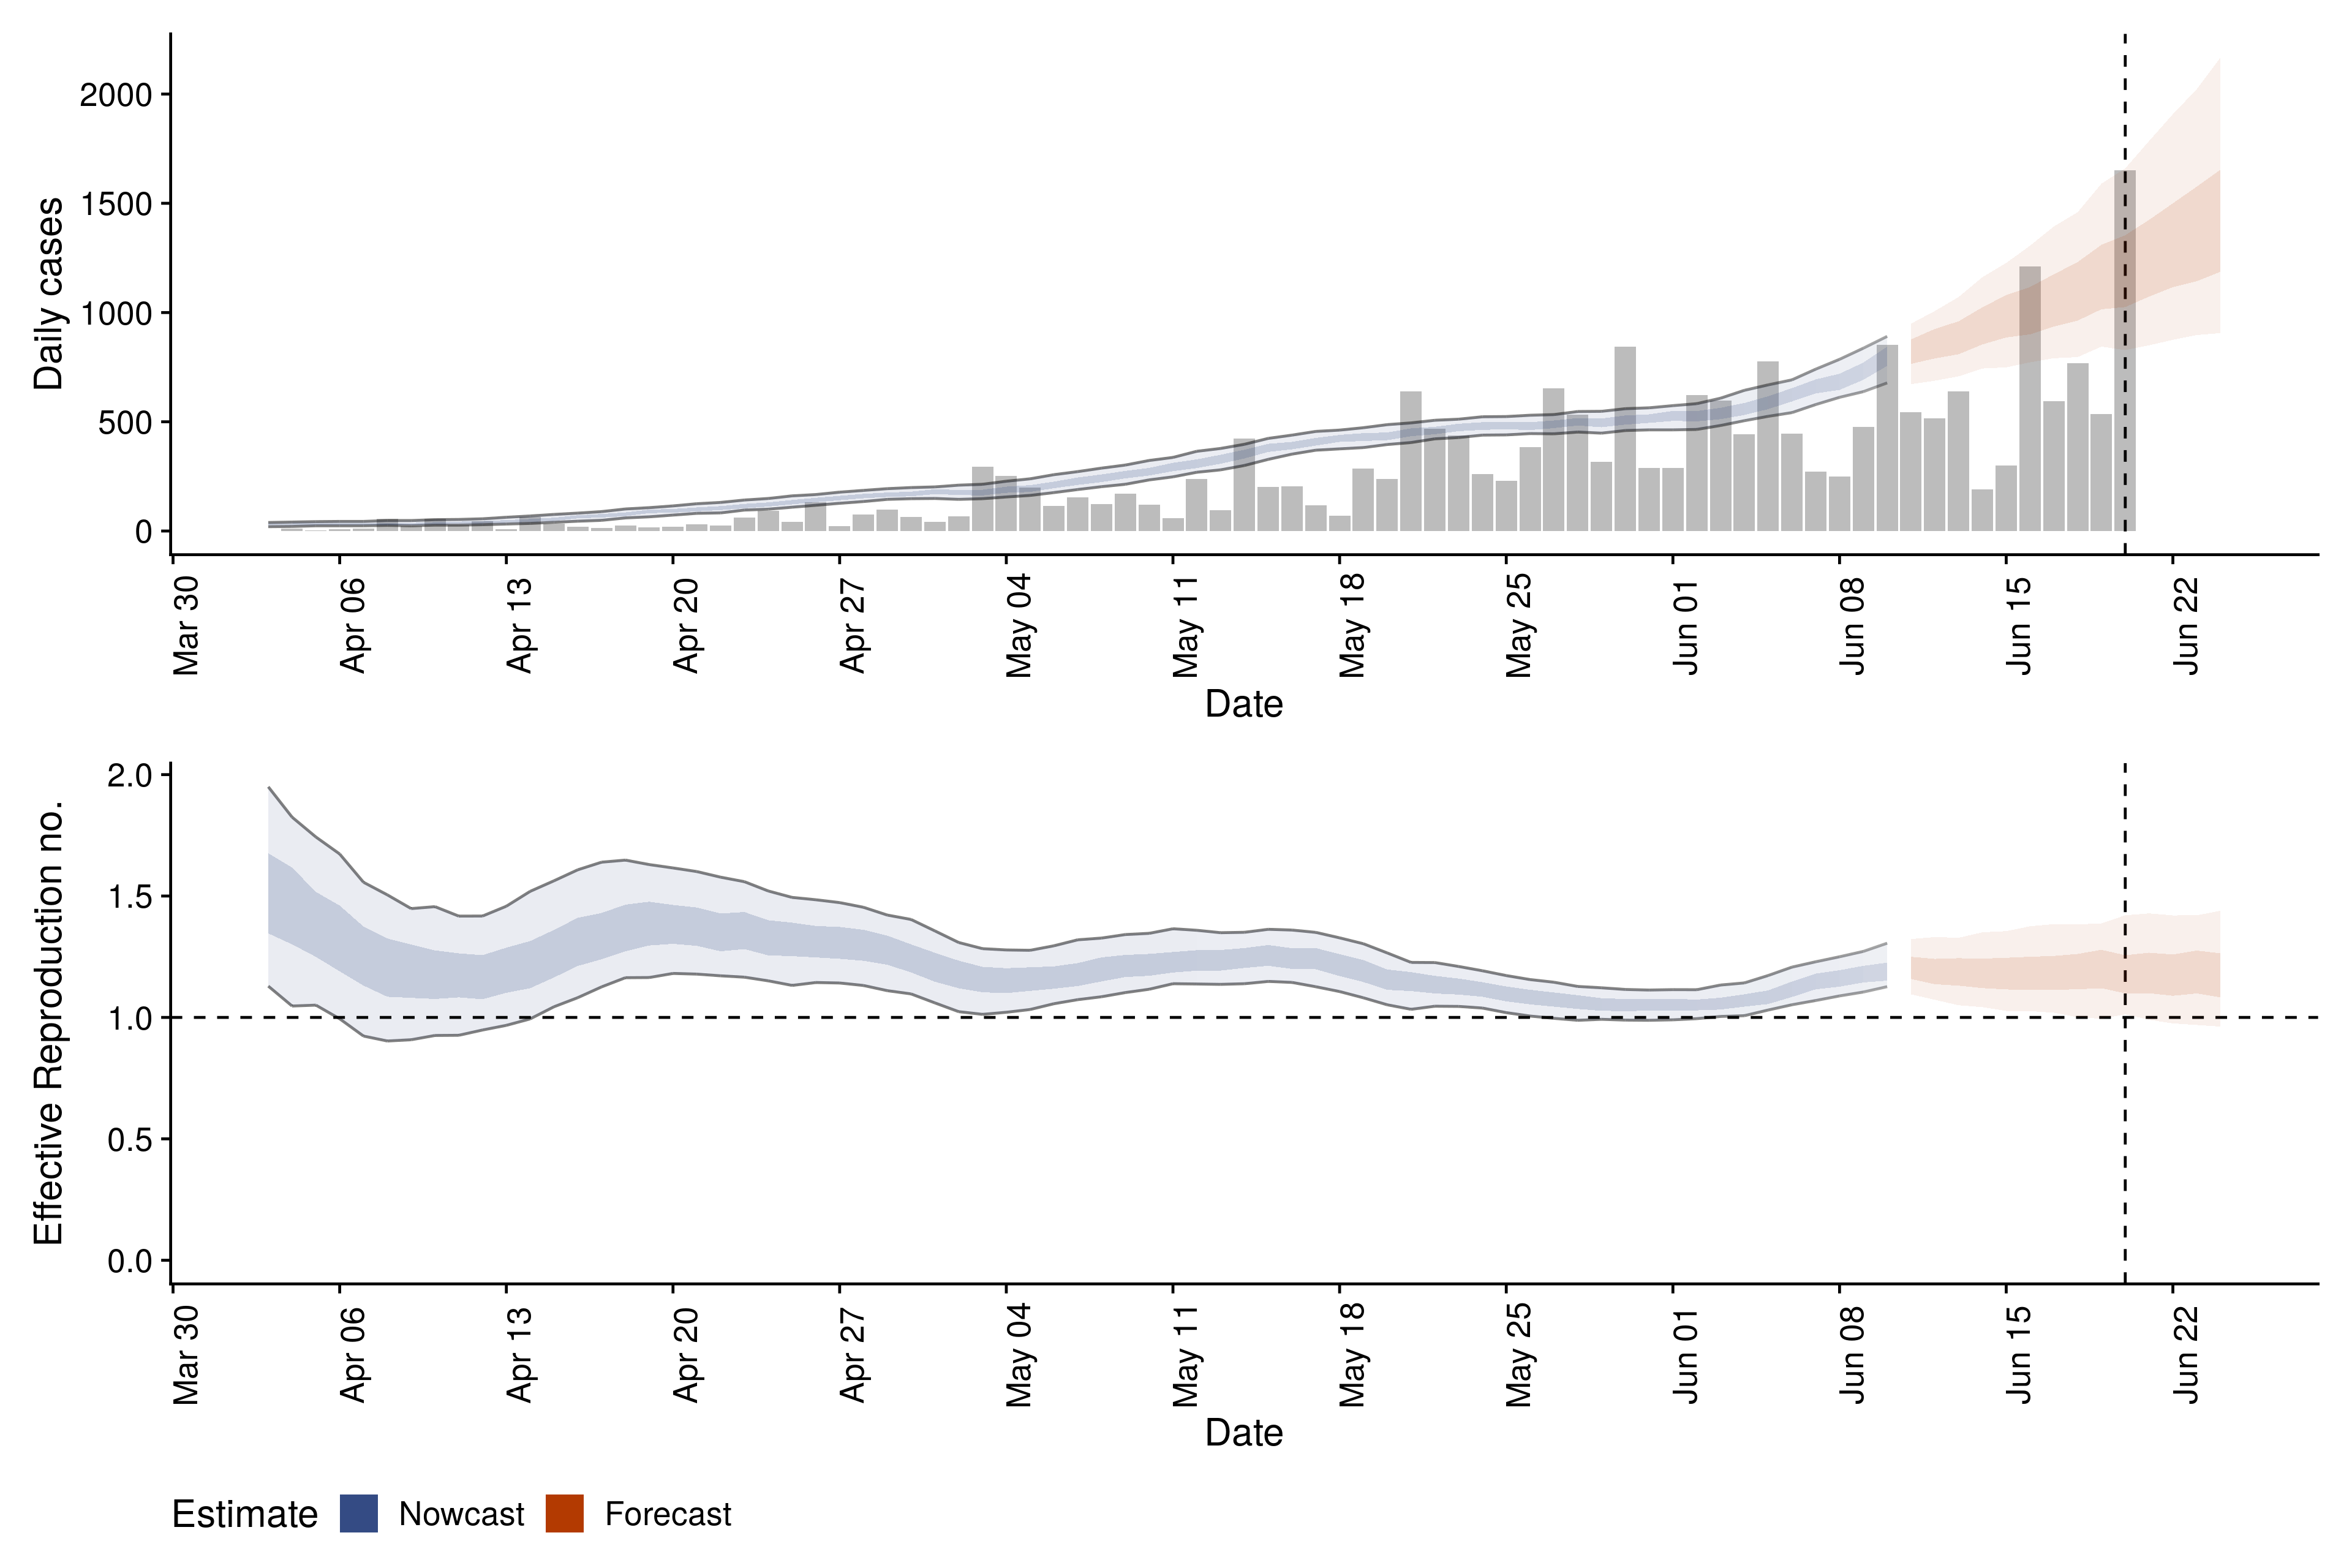 Daily cases
2000
1500
1000
500
0
Mar 30
Apr 06
Apr 13
Apr 20
Apr 27
May 04
May 11
May 18
May 25
Jun 01
Jun 08
Jun 15
Jun 22
Date
Effective Reproduction no.
2.0
1.5
1.0
0.5
0.0
Mar 30
Apr 06
Apr 13
Apr 20
Apr 27
May 04
May 11
May 18
May 25
Jun 01
Jun 08
Jun 15
Jun 22
Date
Estimate Nowcast Forecast